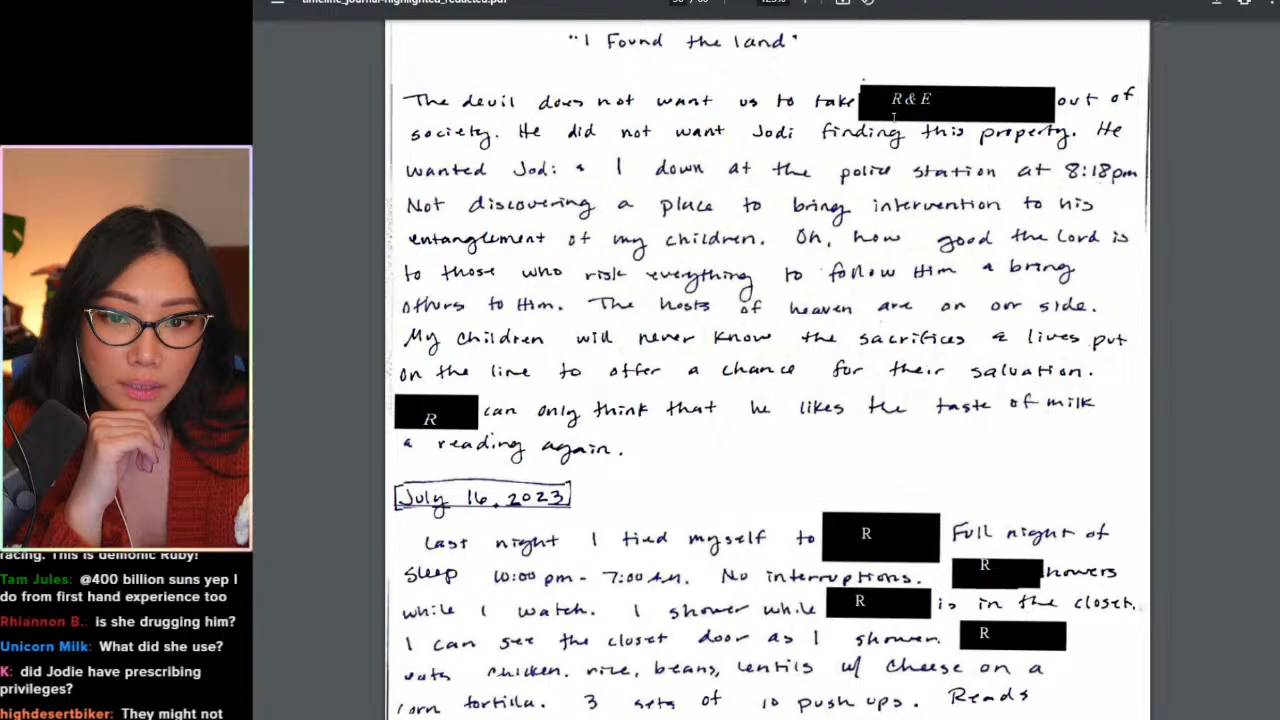 timeline_journal-highlighted_redacted.pdf
"I Found the land"
The devil does not want us to take R & E out of
society. He did not want Jodi finding this property. He
wanted Jodi & I down at the police station at 8:18pm
Not discovering a place to bring intervention to his
entanglement of my children. Oh, how good the Lord is
to those who risk everything to follow Him & bring
others to Him. The hosts of heaven are on our side.
My children will never know the sacrifices & lives put
on the line to offer a chance for their salvation.
R can only think that he likes the taste of milk
& reading again.
July 16, 2023
Last night I tied myself to R Full night of
sleep 10:00 pm - 7:00 AM. No interruptions. R showers
while I watch. I shower while R is in the closet.
I can see the closet door as I shower. R
eats chicken, rice, beans, lentils w/ cheese on a
corn tortilla. 3 sets of 10 push ups. Reads
racing. This is demonic Ruby!
Tam Jules: @400 billion suns yep I
do from first hand experience too
Rhiannon B.: is she drugging him?
Unicorn Milk: What did she use?
K: did Jodie have prescribing
privileges?
highdesertbiker: They might not